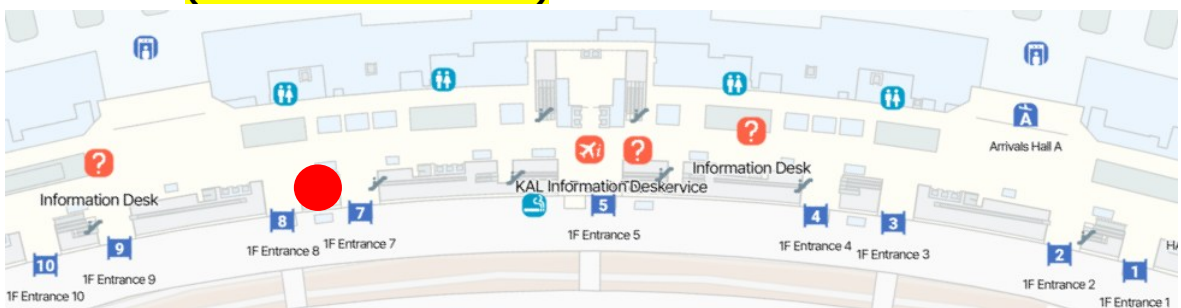 ?
A
Arrivals Hall A
?
i
?
Information Desk
Information Desk
KAL Information Desk
8
7
5
4
3
1F Entrance 8
1F Entrance 7
1F Entrance 5
1F Entrance 4
1F Entrance 3
10
9
2
1
1F Entrance 10
1F Entrance 9
1F Entrance 2
1F Entrance 1